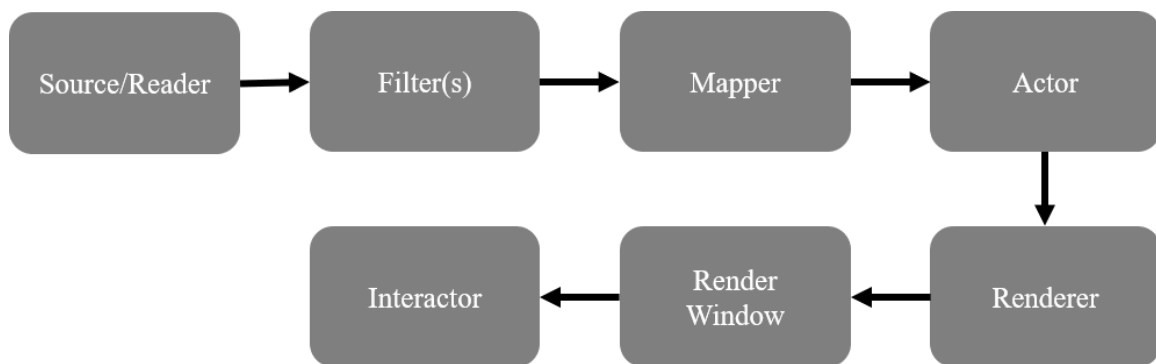 Source/Reader
Filter(s)
Mapper
Actor
Renderer
Render
Window
Interactor